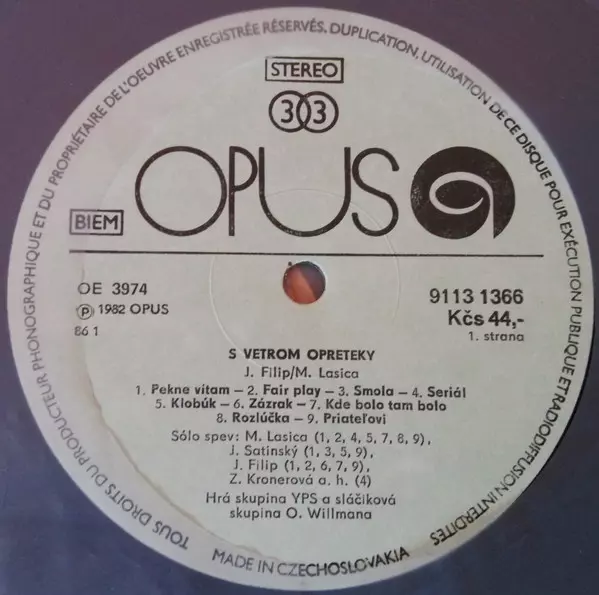 TOUS DROITS DU PRODUCTEUR PHONOGRAPHIQUE ET DU PROPRIÉTAIRE DE L'OEUVRE ENREGISTRÉE RÉSERVÉS. DUPLICATION, UTILISATION DE CE DISQUE POUR EXÉCUTION PUBLIQUE ET RADIODIFFUSION INTERDITES
STEREO
33
OPUS
BIEM
OE 3974
Ⓟ 1982 OPUS
86 1
9113 1366
Kčs 44,-
1. strana
S VETROM OPRETEKY
J. Filip/M. Lasica
1. Pekne vítam – 2. Fair play – 3. Smola – 4. Seriál
5. Klobúk – 6. Zázrak – 7. Kde bolo tam bolo
8. Rozlúčka – 9. Priateľovi
Sólo spev: M. Lasica (1, 2, 4, 5, 7, 8, 9),
J. Satinský (1, 3, 5, 9),
J. Filip (1, 2, 6, 7, 9),
Z. Kronerová a. h. (4)
Hrá skupina YPS a sláčiková
skupina O. Willmana
MADE IN CZECHOSLOVAKIA